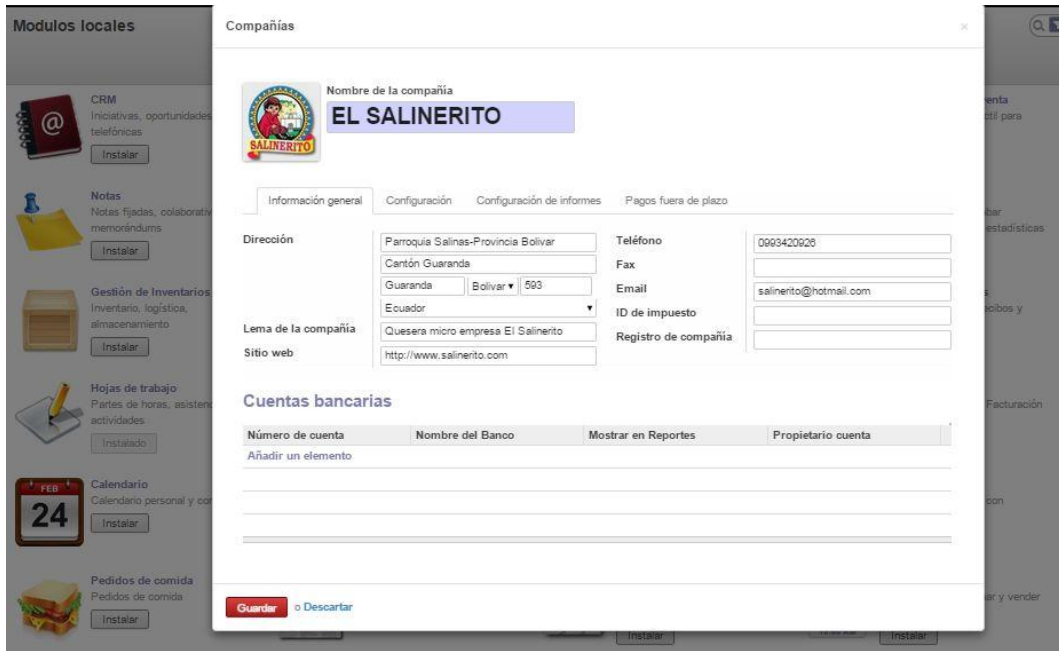 Modulos locales
Compañías
×
CRM
Iniciativas, oportunidades
telefónicas
Instalar
Notas
Notas fijadas, colaborativ
memorándums
Instalar
Gestión de Inventarios
Inventario, logística,
almacenamiento
Instalar
Hojas de trabajo
Partes de horas, asistenc
actividades
Instalado
FEB
24
Calendario
Calendario personal y con
Instalar
Pedidos de comida
Pedidos de comida
Instalar
SALINERITO
Nombre de la compañía
EL SALINERITO
Información general
Configuración
Configuración de informes
Pagos fuera de plazo
Dirección
Parroquia Salinas-Provincia Bolivar
Cantón Guaranda
Guaranda
Bolivar
593
Ecuador
Lema de la compañía
Quesera micro empresa El Salinerito
Sitio web
http://www.salinerito.com
Teléfono
0993420926
Fax
Email
salinerito@hotmail.com
ID de impuesto
Registro de compañía
Cuentas bancarias
Número de cuenta
Nombre del Banco
Mostrar en Reportes
Propietario cuenta
Añadir un elemento
Guardar
o Descartar
enta
ctil para
bar
estadísticas
s
cibos y
Facturación
con
ar y vender
Instalar
Instalar